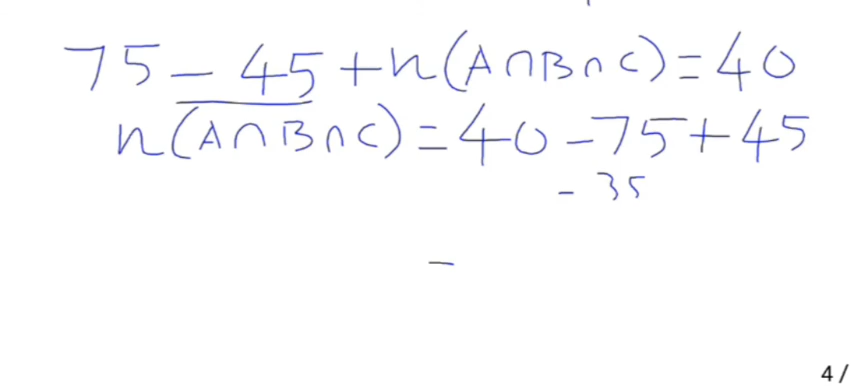 75 - 45 + n(A∩B∩C) = 40
n(A∩B∩C) = 40 - 75 + 45
- 35
-
4/